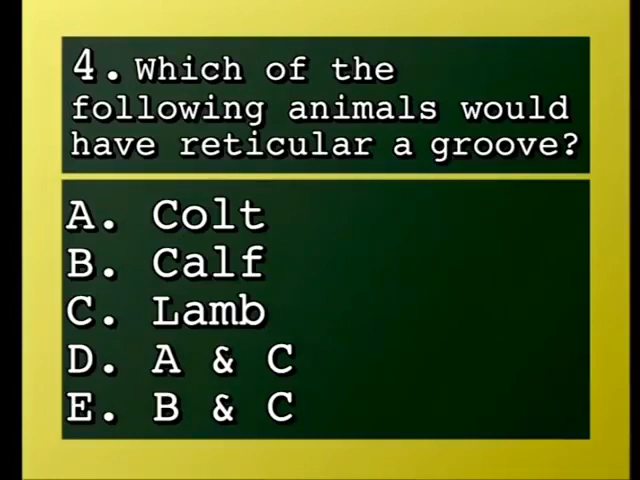 4. Which of the
following animals would
have reticular a groove?
A. Colt
B. Calf
C. Lamb
D. A & C
E. B & C